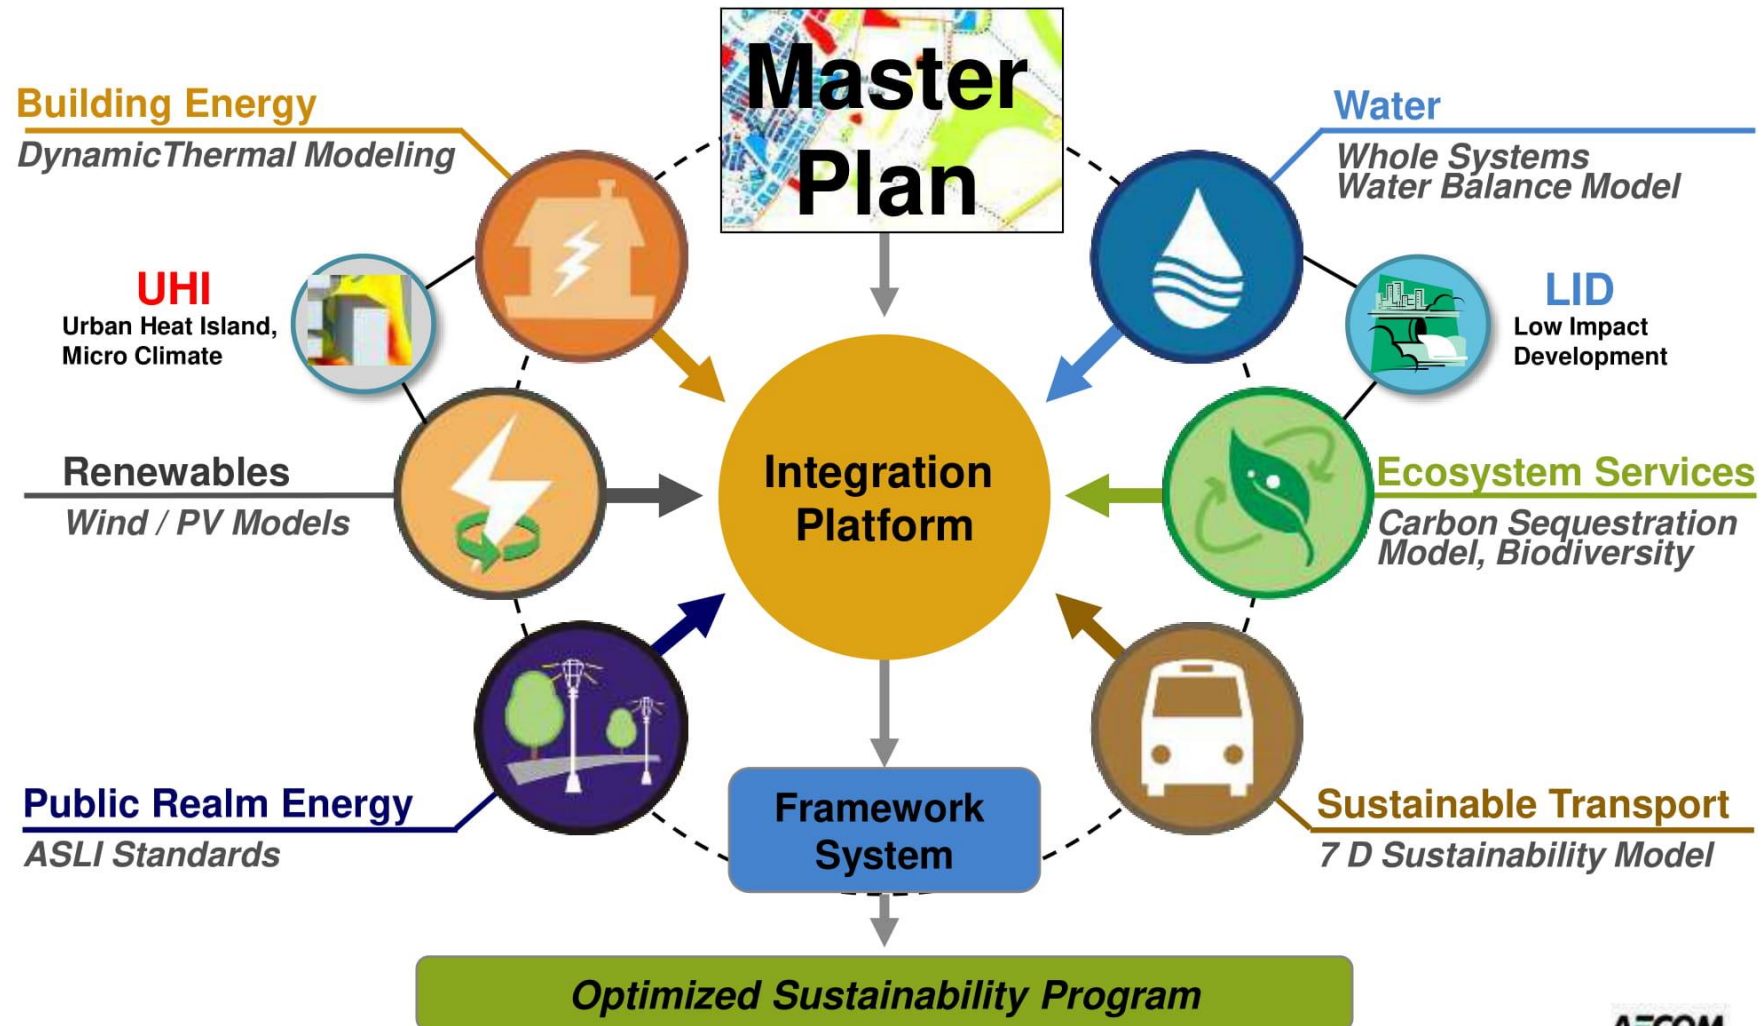 Master
Plan
Building Energy
DynamicThermal Modeling
UHI
Urban Heat Island,
Micro Climate
Renewables
Wind / PV Models
Public Realm Energy
ASLI Standards
Water
Whole Systems
Water Balance Model
LID
Low Impact
Development
Ecosystem Services
Carbon Sequestration
Model, Biodiversity
Sustainable Transport
7 D Sustainability Model
Integration
Platform
Framework
System
Optimized Sustainability Program
AECOM